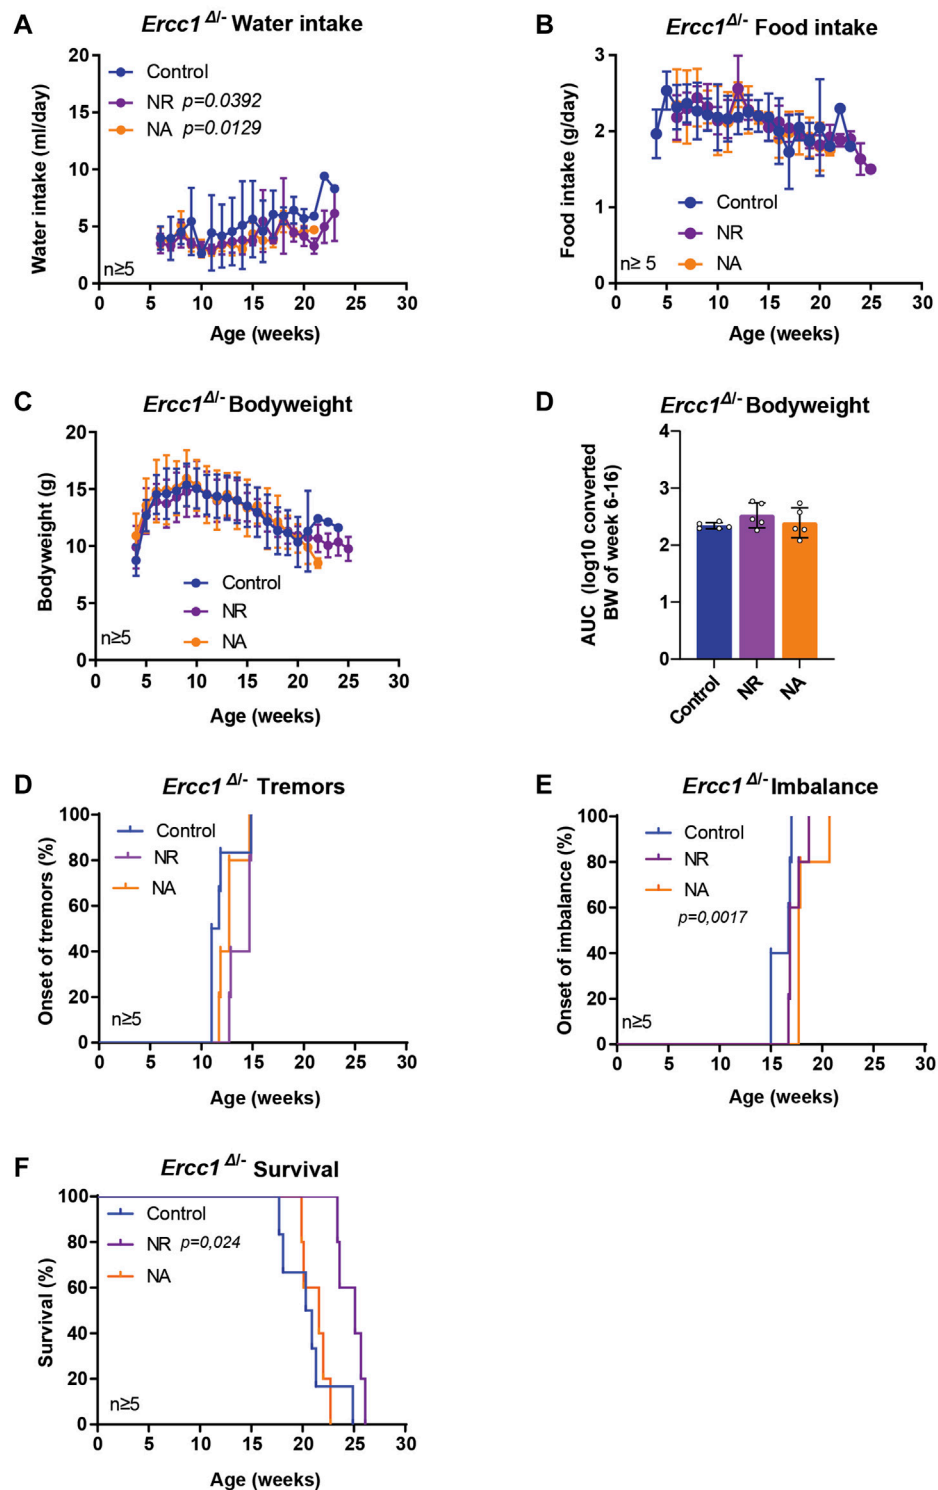 A
Ercc1 Δ/- Water intake
Water intake (ml/day)
20
15
10
5
0
Control
NR p=0.0392
NA p=0.0129
n≥5
0 5 10 15 20 25 30
Age (weeks)
B
Ercc1Δ/- Food intake
Food intake (g/day)
3
2
1
0
Control
NR
NA
n≥ 5
0 5 10 15 20 25 30
Age (weeks)
C
Ercc1Δ/- Bodyweight
Bodyweight (g)
20
15
10
5
0
Control
NR
NA
n≥5
0 5 10 15 20 25 30
Age (weeks)
D
Ercc1Δ/- Bodyweight
AUC (log10 converted
BW of week 6-16)
4
3
2
1
0
Control
NR
NA
D
Ercc1 Δ/- Tremors
Onset of tremors (%)
100
80
60
40
20
0
Control
NR
NA
n≥5
0 5 10 15 20 25 30
Age (weeks)
E
Ercc1 Δ/- Imbalance
Onset of imbalance (%)
100
80
60
40
20
0
Control
NR
NA
p=0,0017
n≥5
0 5 10 15 20 25 30
Age (weeks)
F
Ercc1 Δ/- Survival
Survival (%)
100
80
60
40
20
0
Control
NR p=0,024
NA
n≥5
0 5 10 15 20 25 30
Age (weeks)